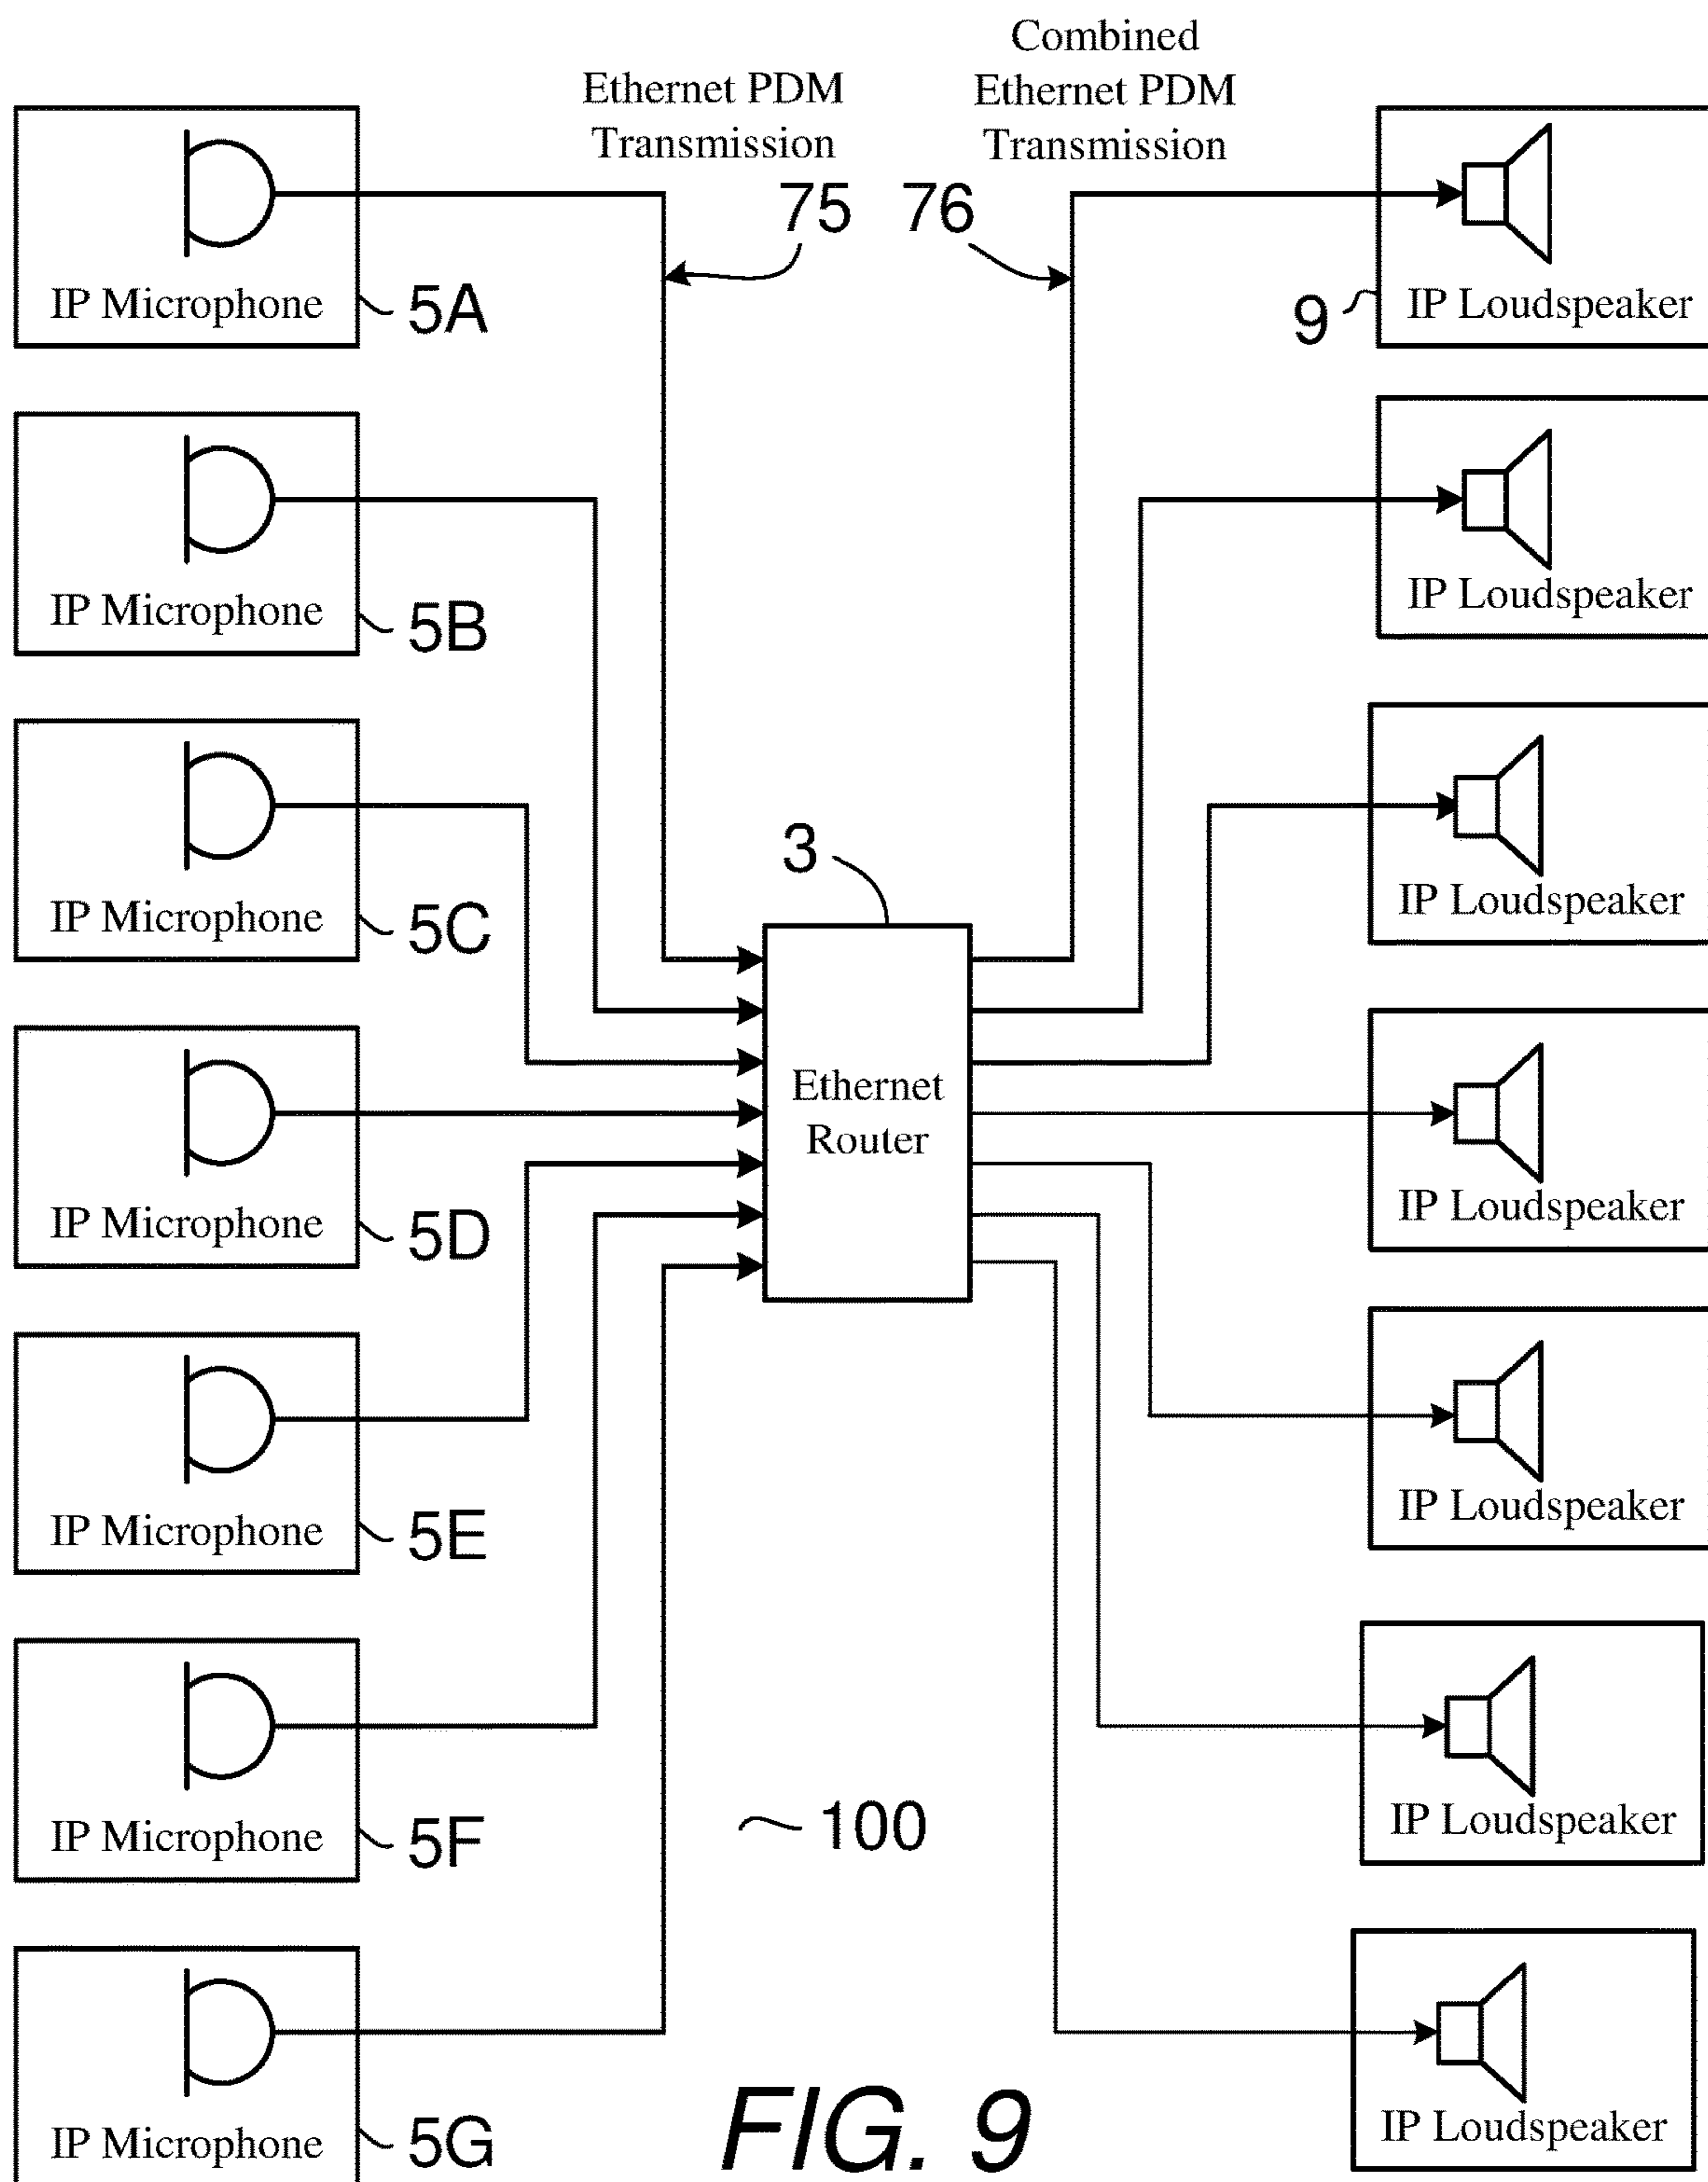 Combined
Ethernet PDM
Transmission
Ethernet PDM
Transmission
75
76
IP Microphone
5A
9
IP Loudspeaker
IP Microphone
5B
IP Loudspeaker
3
IP Microphone
5C
IP Loudspeaker
Ethernet
Router
IP Microphone
5D
IP Loudspeaker
IP Microphone
5E
IP Loudspeaker
IP Microphone
5F
100
IP Loudspeaker
IP Microphone
5G
FIG. 9
IP Loudspeaker